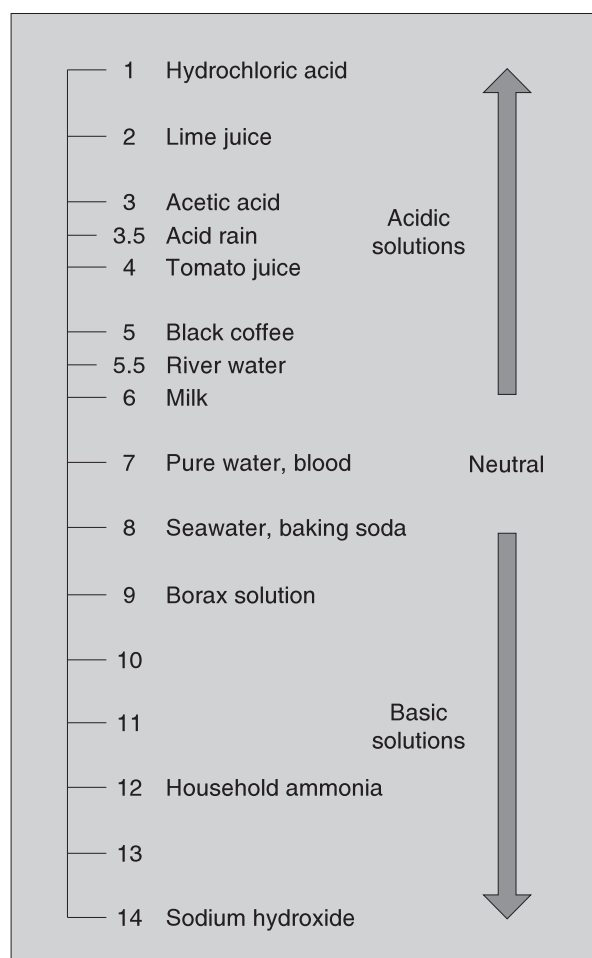 1 Hydrochloric acid
2 Lime juice
3 Acetic acid
3.5 Acid rain
4 Tomato juice
Acidic
solutions
5 Black coffee
5.5 River water
6 Milk
7 Pure water, blood
Neutral
8 Seawater, baking soda
9 Borax solution
10
11
Basic
solutions
12 Household ammonia
13
14 Sodium hydroxide